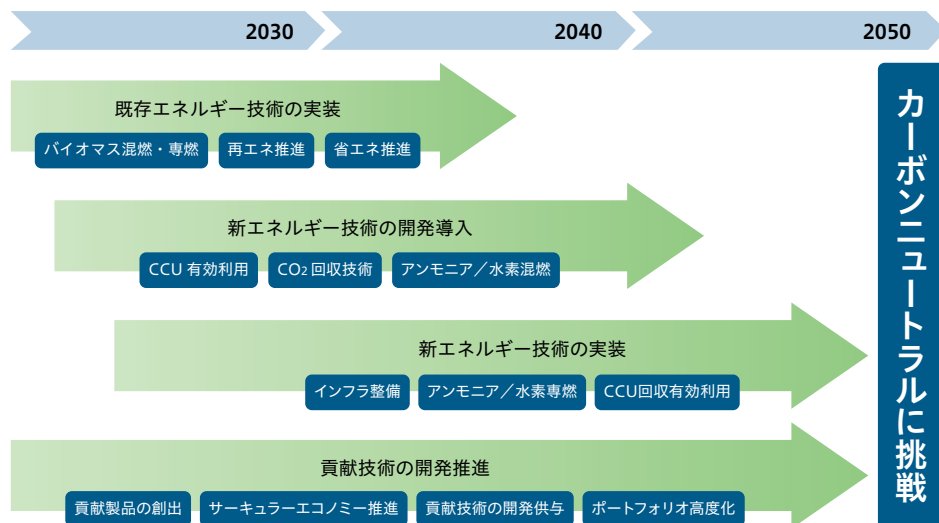 2030 2040 2050
既存エネルギー技術の実装
バイオマス混燃・専燃 再エネ推進 省エネ推進
新エネルギー技術の開発導入
CCU 有効利用 CO₂ 回収技術 アンモニア／水素混燃
新エネルギー技術の実装
インフラ整備 アンモニア／水素専燃 CCU回収有効利用
貢献技術の開発推進
貢献製品の創出 サーキュラーエコノミー推進 貢献技術の開発供与 ポートフォリオ高度化
カーボンニュートラルに挑戦